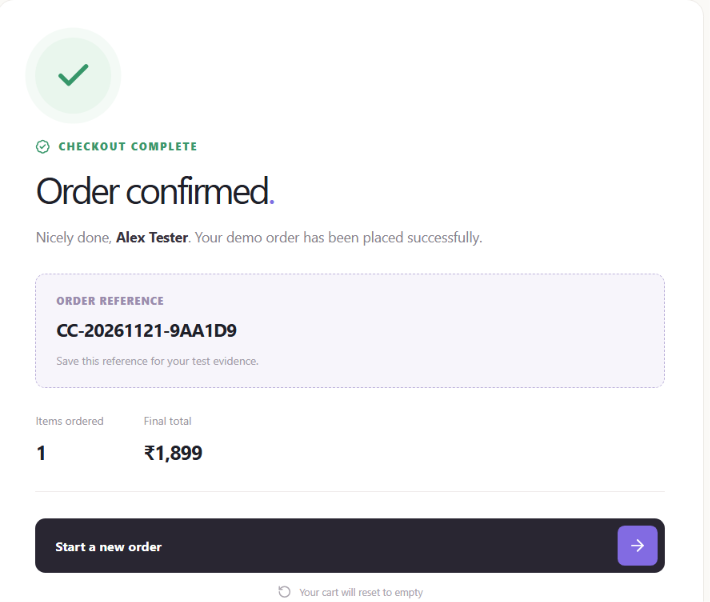 CHECKOUT COMPLETE
Order confirmed.
Nicely done, Alex Tester. Your demo order has been placed successfully.
ORDER REFERENCE
CC-20261121-9AA1D9
Save this reference for your test evidence.
Items ordered
1
Final total
₹1,899
Start a new order
Your cart will reset to empty